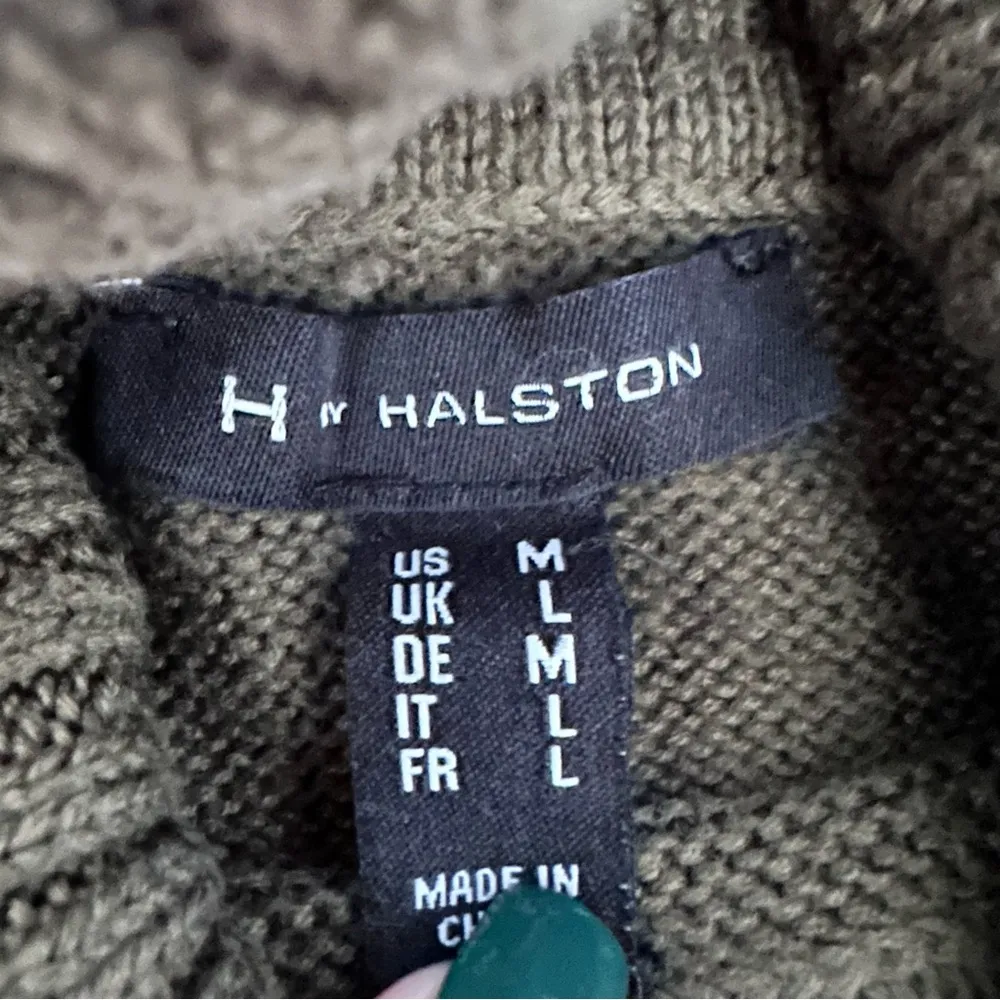 H BY HALSTON
US M
UK L
DE M
IT L
FR L
MADE IN